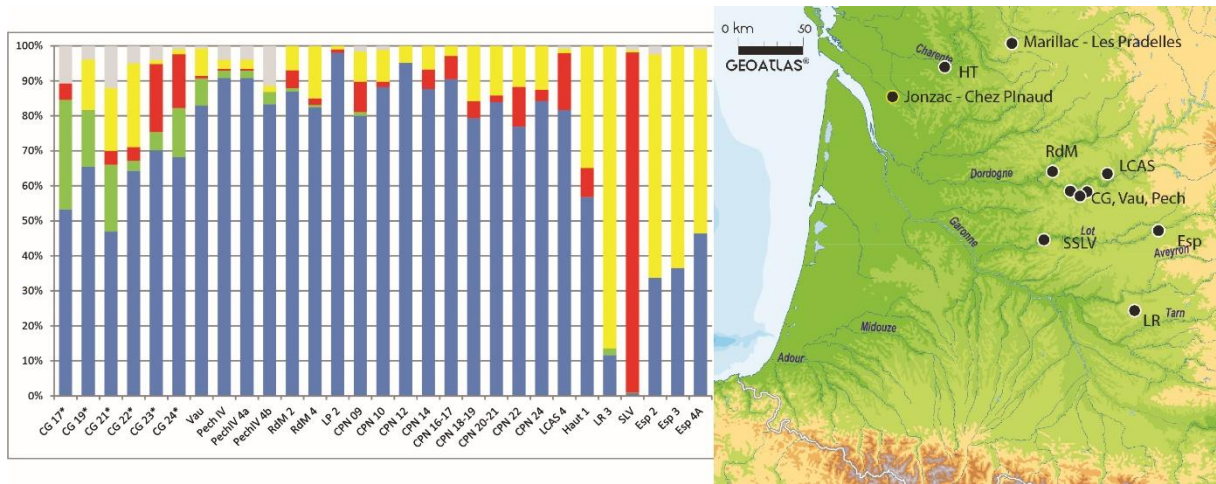 100%
90%
80%
70%
60%
50%
40%
30%
20%
10%
0%
CG 17*
CG 19*
CG 21*
CG 22*
CG 23*
CG 24*
Vau
Pech IV
PechIV 4a
PechIV 4b
RdM 2
RdM 4
LP 2
CPN 09
CPN 10
CPN 12
CPN 14
CPN 16-17
CPN 18-19
CPN 20-21
CPN 22
CPN 24
LCAS 4
Haut 1
LR 3
SLV
Esp 2
Esp 3
Esp 4A
0 km 50
GEOATLAS®
Charente
Marillac - Les Pradelles
HT
Jonzac - Chez PInaud
RdM
LCAS
Dordogne
CG, Vau, Pech
Garonne
Lot
SSLV
Esp
Aveyron
LR
Tarn
Midouze
Adour